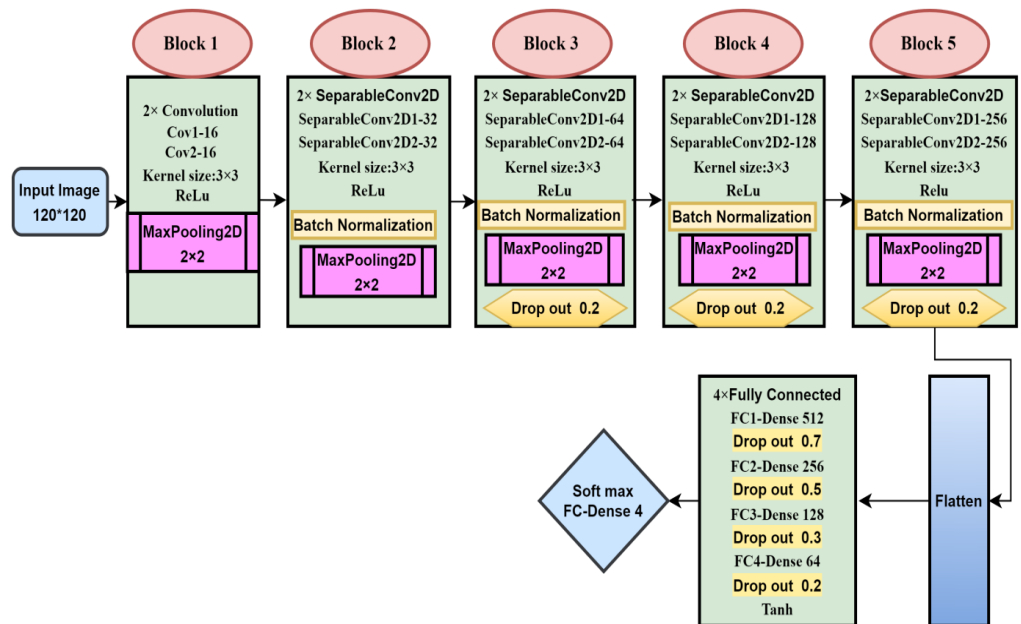 Block 1
Block 2
Block 3
Block 4
Block 5
Input Image
120*120
2× Convolution
Cov1-16
Cov2-16
Kernel size:3×3
ReLu
MaxPooling2D
2×2
2× SeparableConv2D
SeparableConv2D1-32
SeparableConv2D2-32
Kernel size:3×3
ReLu
Batch Normalization
MaxPooling2D
2×2
2× SeparableConv2D
SeparableConv2D1-64
SeparableConv2D2-64
Kernel size:3×3
ReLu
Batch Normalization
MaxPooling2D
2×2
Drop out 0.2
2× SeparableConv2D
SeparableConv2D1-128
SeparableConv2D2-128
Kernel size:3×3
ReLu
Batch Normalization
MaxPooling2D
2×2
Drop out 0.2
2×SeparableConv2D
SeparableConv2D1-256
SeparableConv2D2-256
Kernel size:3×3
Relu
Batch Normalization
MaxPooling2D
2×2
Drop out 0.2
Flatten
4×Fully Connected
FC1-Dense 512
Drop out 0.7
FC2-Dense 256
Drop out 0.5
FC3-Dense 128
Drop out 0.3
FC4-Dense 64
Drop out 0.2
Tanh
Soft max
FC-Dense 4